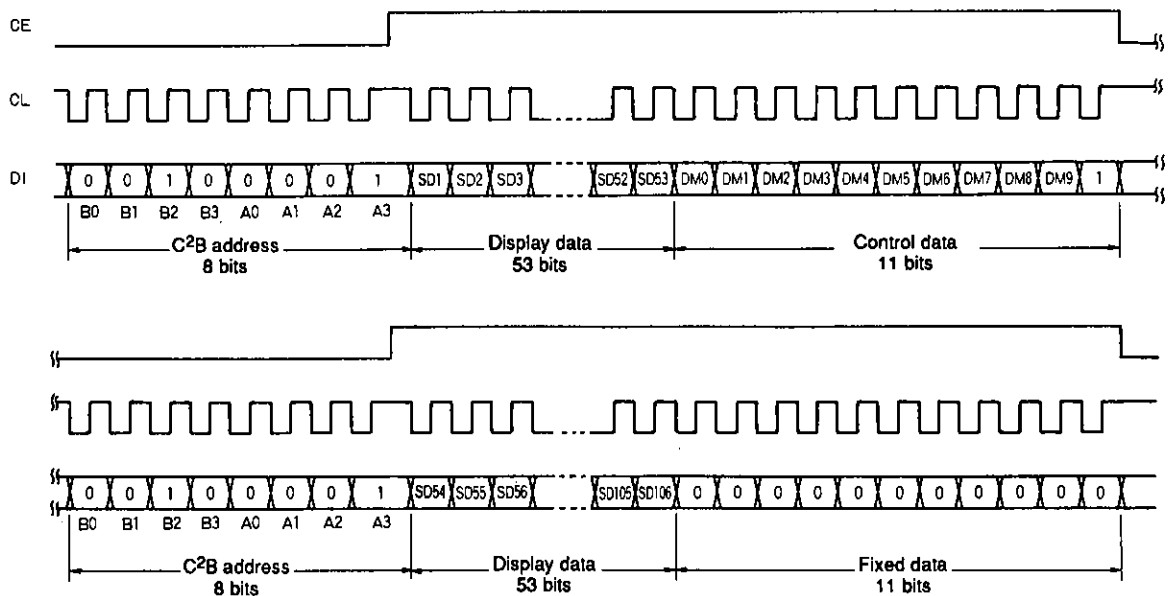 CE
CL
DI 0 0 1 0 0 0 0 1 SD1 SD2 SD3 SD52 SD53 DM0 DM1 DM2 DM3 DM4 DM5 DM6 DM7 DM8 DM9 1
B0 B1 B2 B3 A0 A1 A2 A3
C²B address Display data Control data
8 bits 53 bits 11 bits
0 0 1 0 0 0 0 1 SD54 SD55 SD56 SD105 SD106 0 0 0 0 0 0 0 0 0 0 0
B0 B1 B2 B3 A0 A1 A2 A3
C²B address Display data Fixed data
8 bits 53 bits 11 bits